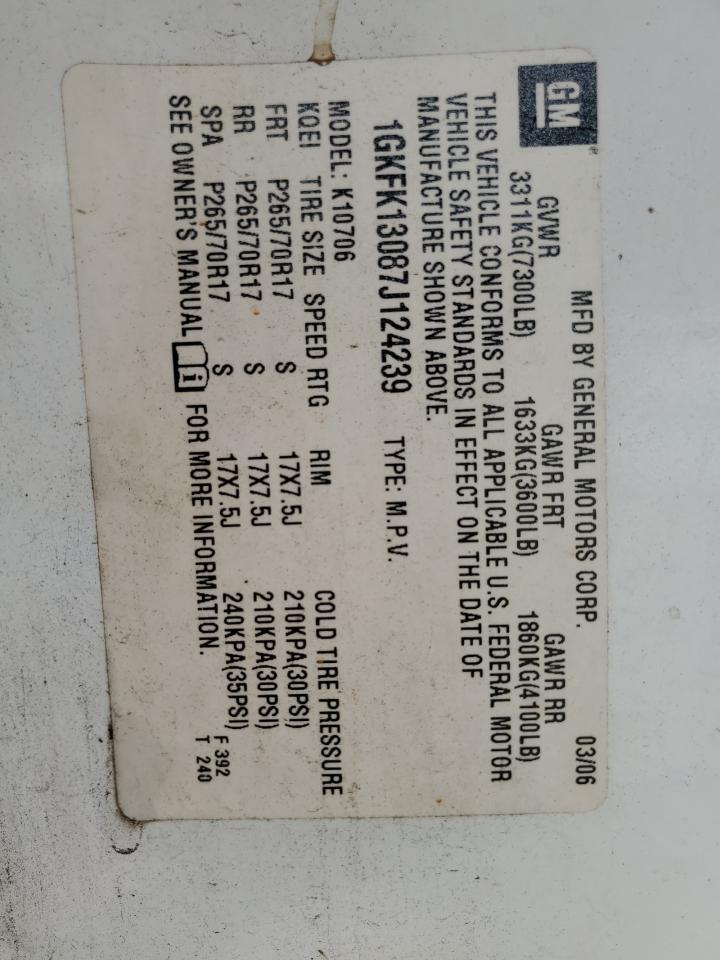 GM
MFD BY GENERAL MOTORS CORP. 03/06
GVWR GAWR FRT GAWR RR
3311KG(7300LB) 1633KG(3600LB) 1860KG(4100LB)
THIS VEHICLE CONFORMS TO ALL APPLICABLE U.S. FEDERAL MOTOR
VEHICLE SAFETY STANDARDS IN EFFECT ON THE DATE OF
MANUFACTURE SHOWN ABOVE.
1GKFK13087J124239 TYPE: M.P.V.
MODEL: K10706
KQEI TIRE SIZE SPEED RTG RIM COLD TIRE PRESSURE
FRT P265/70R17 S 17X7.5J 210KPA(30PSI)
RR P265/70R17 S 17X7.5J 210KPA(30PSI)
SPA P265/70R17 S 17X7.5J 240KPA(35PSI) F 392
SEE OWNER'S MANUAL i FOR MORE INFORMATION. T 240